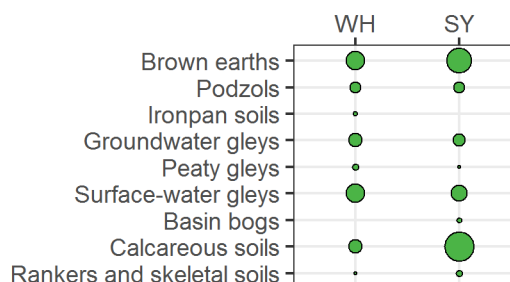 WH SY
Brown earths
Podzols
Ironpan soils
Groundwater gleys
Peaty gleys
Surface-water gleys
Basin bogs
Calcareous soils
Rankers and skeletal soils